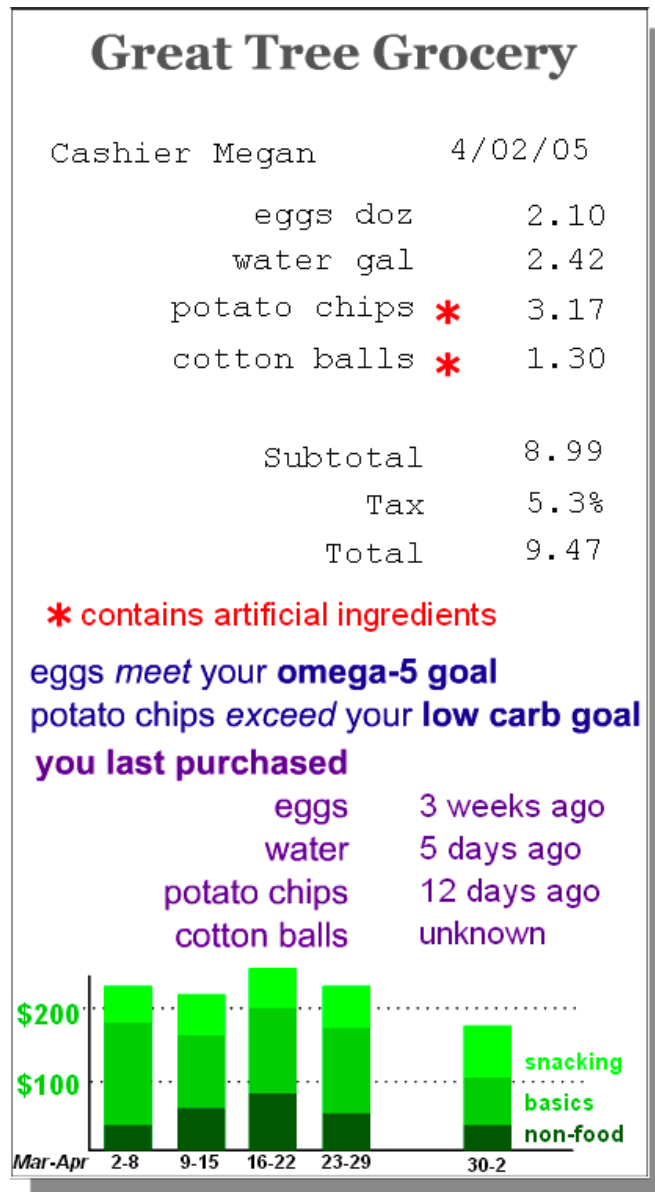 Great Tree Grocery
Cashier Megan 4/02/05
eggs doz 2.10
water gal 2.42
potato chips * 3.17
cotton balls * 1.30
Subtotal 8.99
Tax 5.3%
Total 9.47
* contains artificial ingredients
eggs meet your omega-5 goal
potato chips exceed your low carb goal
you last purchased
eggs 3 weeks ago
water 5 days ago
potato chips 12 days ago
cotton balls unknown
$200
$100
snacking
basics
non-food
Mar-Apr 2-8 9-15 16-22 23-29 30-2